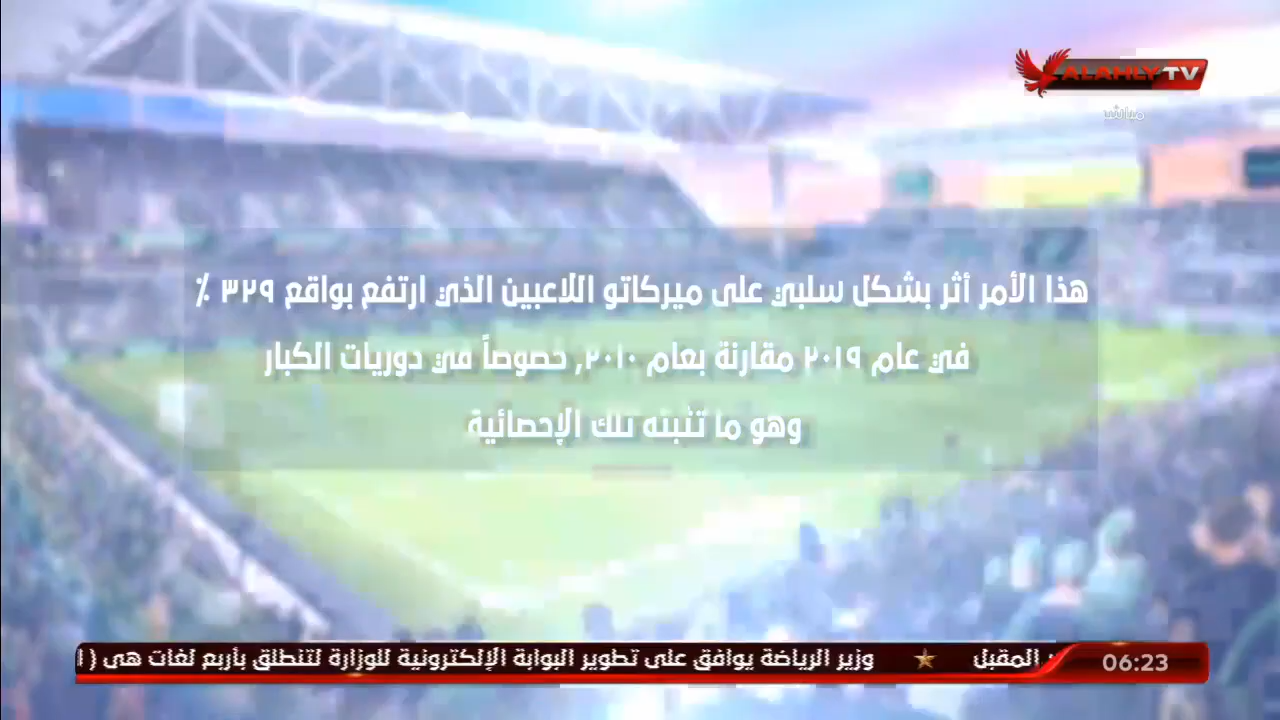 ALAHLY TV
مباشر
هذا الأمر أثر بشكل سلبي على ميركاتو اللاعبين الذي ارتفع بواقع ٣٢٩ ٪
في عام ٢٠١٩ مقارنة بعام ٢٠١٠, خصوصاً في دوريات الكبار
وهو ما تثبته تلك الإحصائية
المقبل ★ وزير الرياضة يوافق على تطوير البوابة الإلكترونية للوزارة لتنطلق بأربع لغات هى (
06:23